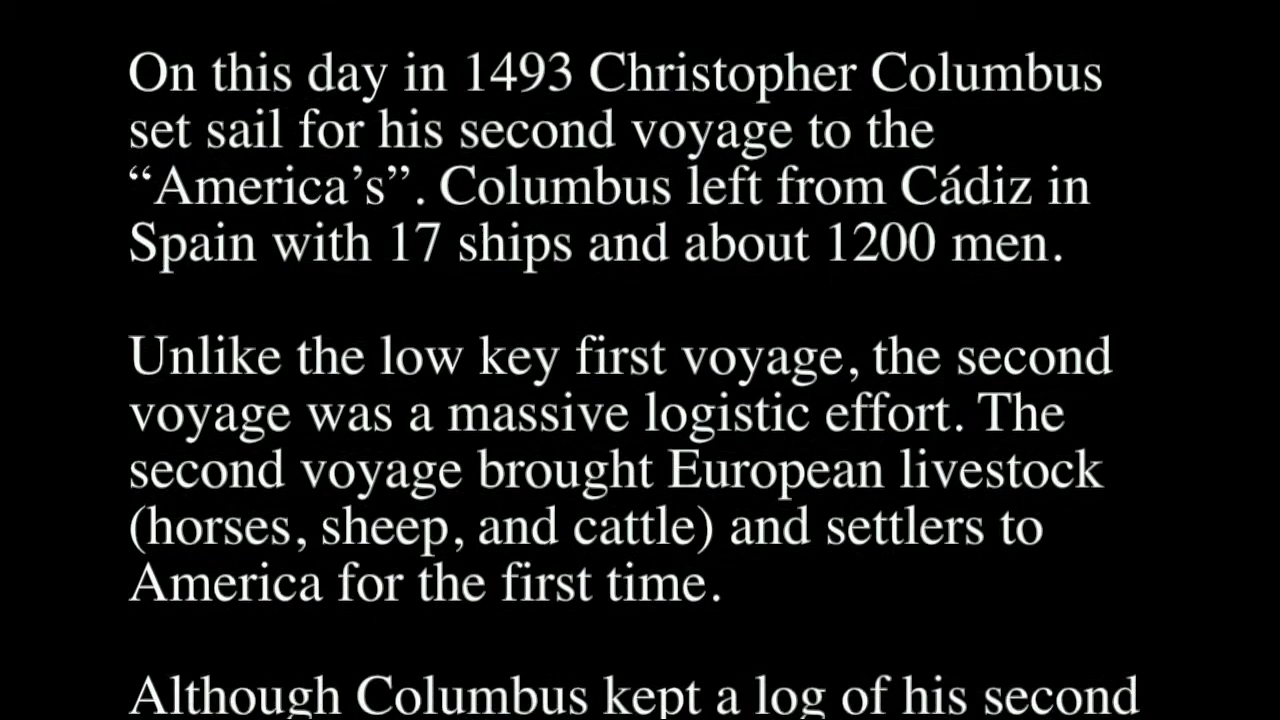 On this day in 1493 Christopher Columbus
set sail for his second voyage to the
“America’s”. Columbus left from Cádiz in
Spain with 17 ships and about 1200 men.
Unlike the low key first voyage, the second
voyage was a massive logistic effort. The
second voyage brought European livestock
(horses, sheep, and cattle) and settlers to
America for the first time.
Although Columbus kept a log of his second